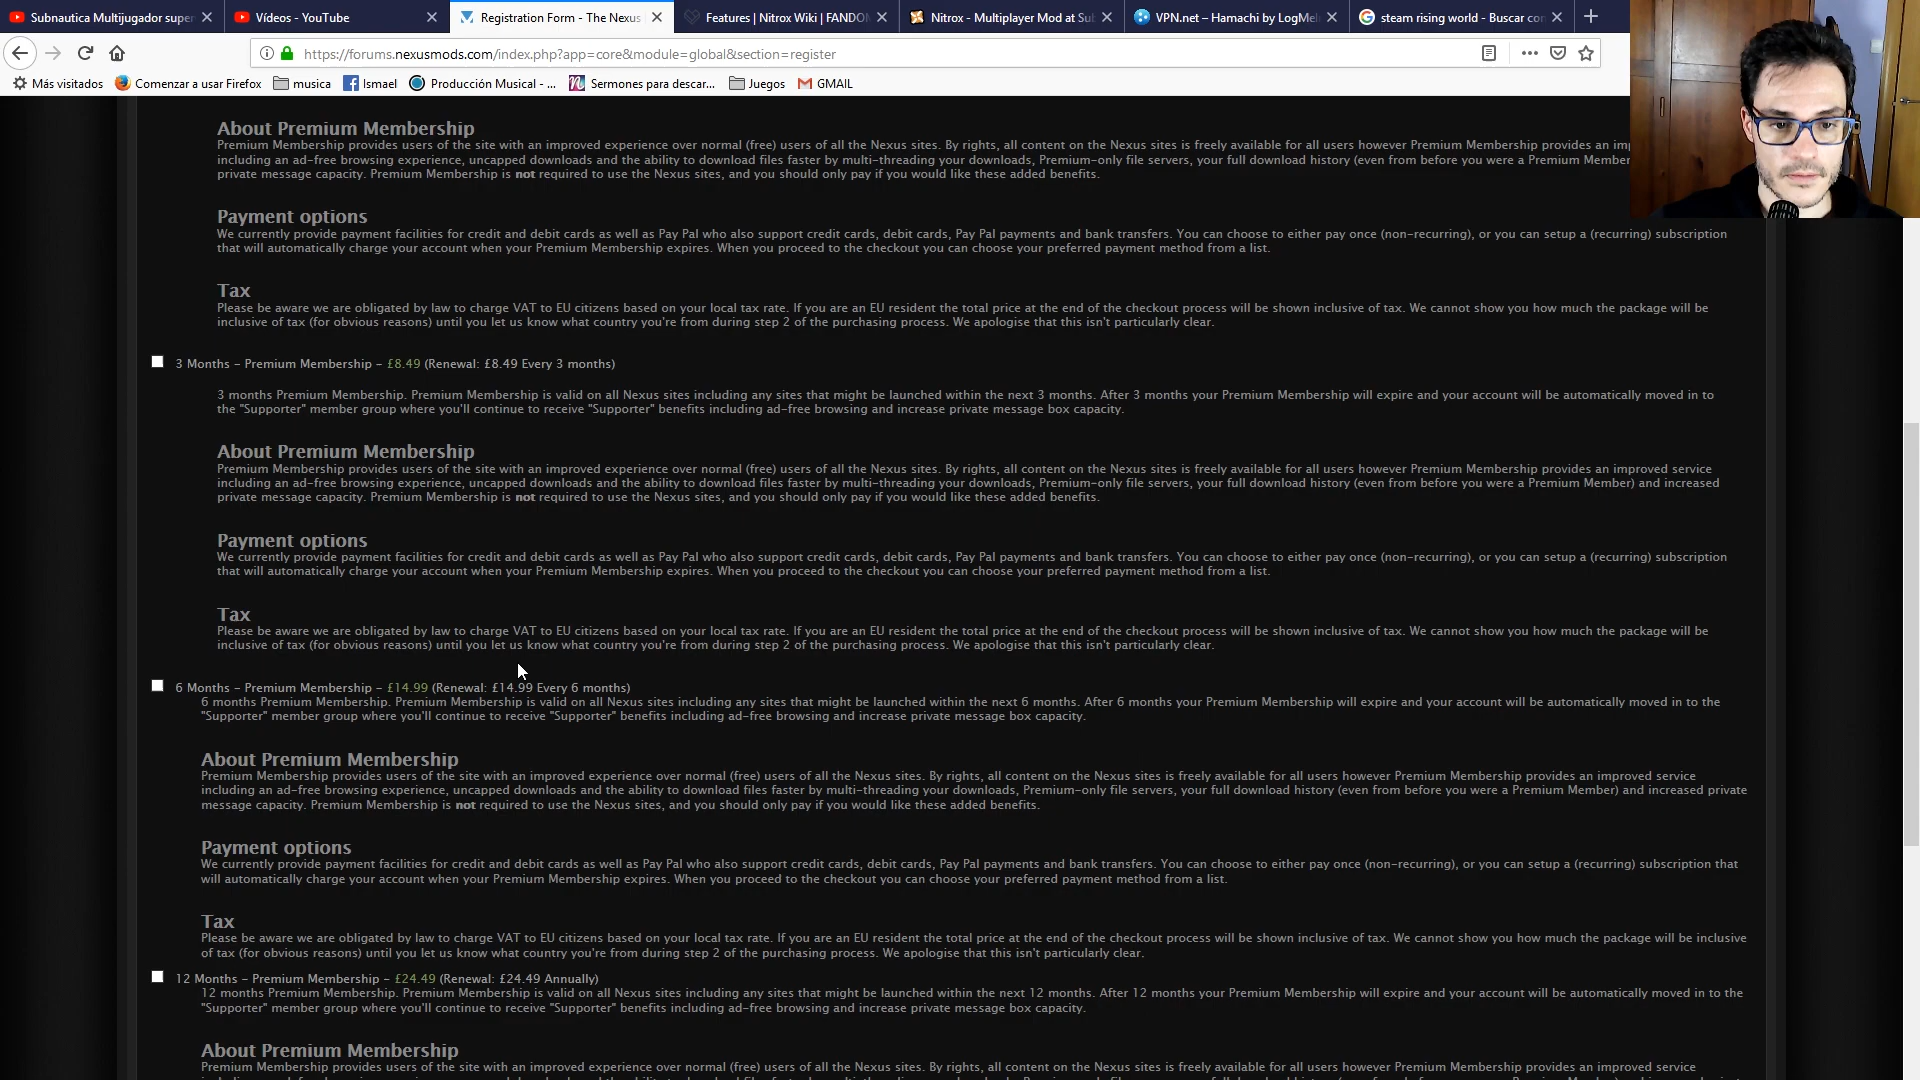 Subnautica Multijugador super
Vídeos - YouTube
Registration Form - The Nexus
Features | Nitrox Wiki | FANDOM
Nitrox - Multiplayer Mod at Sub
VPN.net – Hamachi by LogMeIn
steam rising world - Buscar con
https://forums.nexusmods.com/index.php?app=core&module=global&section=register
Más visitados
Comenzar a usar Firefox
musica
Ismael
Producción Musical - ...
Sermones para descar...
Juegos
GMAIL
About Premium Membership
Premium Membership provides users of the site with an improved experience over normal (free) users of all the Nexus sites. By rights, all content on the Nexus sites is freely available for all users however Premium Membership provides an
including an ad-free browsing experience, uncapped downloads and the ability to download files faster by multi-threading your downloads, Premium-only file servers, your full download history (even from before you were a Premium
private message capacity. Premium Membership is not required to use the Nexus sites, and you should only pay if you would like these added benefits.
Payment options
We currently provide payment facilities for credit and debit cards as well as Pay Pal who also support credit cards, debit cards, Pay Pal payments and bank transfers. You can choose to either pay once (non-recurring), or you can setup a (recurring) subscription
that will automatically charge your account when your Premium Membership expires. When you proceed to the checkout you can choose your preferred payment method from a list.
Tax
Please be aware we are obligated by law to charge VAT to EU citizens based on your local tax rate. If you are an EU resident the total price at the end of the checkout process will be shown inclusive of tax. We cannot show you how much the package will be
inclusive of tax (for obvious reasons) until you let us know what country you're from during step 2 of the purchasing process. We apologise that this isn't particularly clear.
3 Months - Premium Membership - £8.49 (Renewal: £8.49 Every 3 months)
3 months Premium Membership. Premium Membership is valid on all Nexus sites including any sites that might be launched within the next 3 months. After 3 months your Premium Membership will expire and your account will be automatically moved in to
the "Supporter" member group where you'll continue to receive "Supporter" benefits including ad-free browsing and increase private message box capacity.
About Premium Membership
Premium Membership provides users of the site with an improved experience over normal (free) users of all the Nexus sites. By rights, all content on the Nexus sites is freely available for all users however Premium Membership provides an improved service
including an ad-free browsing experience, uncapped downloads and the ability to download files faster by multi-threading your downloads, Premium-only file servers, your full download history (even from before you were a Premium Member) and increased
private message capacity. Premium Membership is not required to use the Nexus sites, and you should only pay if you would like these added benefits.
Payment options
We currently provide payment facilities for credit and debit cards as well as Pay Pal who also support credit cards, debit cards, Pay Pal payments and bank transfers. You can choose to either pay once (non-recurring), or you can setup a (recurring) subscription
that will automatically charge your account when your Premium Membership expires. When you proceed to the checkout you can choose your preferred payment method from a list.
Tax
Please be aware we are obligated by law to charge VAT to EU citizens based on your local tax rate. If you are an EU resident the total price at the end of the checkout process will be shown inclusive of tax. We cannot show you how much the package will be
inclusive of tax (for obvious reasons) until you let us know what country you're from during step 2 of the purchasing process. We apologise that this isn't particularly clear.
6 Months - Premium Membership - £14.99 (Renewal: £14.99 Every 6 months)
6 months Premium Membership. Premium Membership is valid on all Nexus sites including any sites that might be launched within the next 6 months. After 6 months your Premium Membership will expire and your account will be automatically moved in to the
"Supporter" member group where you'll continue to receive "Supporter" benefits including ad-free browsing and increase private message box capacity.
About Premium Membership
Premium Membership provides users of the site with an improved experience over normal (free) users of all the Nexus sites. By rights, all content on the Nexus sites is freely available for all users however Premium Membership provides an improved service
including an ad-free browsing experience, uncapped downloads and the ability to download files faster by multi-threading your downloads, Premium-only file servers, your full download history (even from before you were a Premium Member) and increased private
message capacity. Premium Membership is not required to use the Nexus sites, and you should only pay if you would like these added benefits.
Payment options
We currently provide payment facilities for credit and debit cards as well as Pay Pal who also support credit cards, debit cards, Pay Pal payments and bank transfers. You can choose to either pay once (non-recurring), or you can setup a (recurring) subscription that
will automatically charge your account when your Premium Membership expires. When you proceed to the checkout you can choose your preferred payment method from a list.
Tax
Please be aware we are obligated by law to charge VAT to EU citizens based on your local tax rate. If you are an EU resident the total price at the end of the checkout process will be shown inclusive of tax. We cannot show you how much the package will be inclusive
of tax (for obvious reasons) until you let us know what country you're from during step 2 of the purchasing process. We apologise that this isn't particularly clear.
12 Months - Premium Membership - £24.49 (Renewal: £24.49 Annually)
12 months Premium Membership. Premium Membership is valid on all Nexus sites including any sites that might be launched within the next 12 months. After 12 months your Premium Membership will expire and your account will be automatically moved in to the
"Supporter" member group where you'll continue to receive "Supporter" benefits including ad-free browsing and increase private message box capacity.
About Premium Membership
Premium Membership provides users of the site with an improved experience over normal (free) users of all the Nexus sites. By rights, all content on the Nexus sites is freely available for all users however Premium Membership provides an improved service